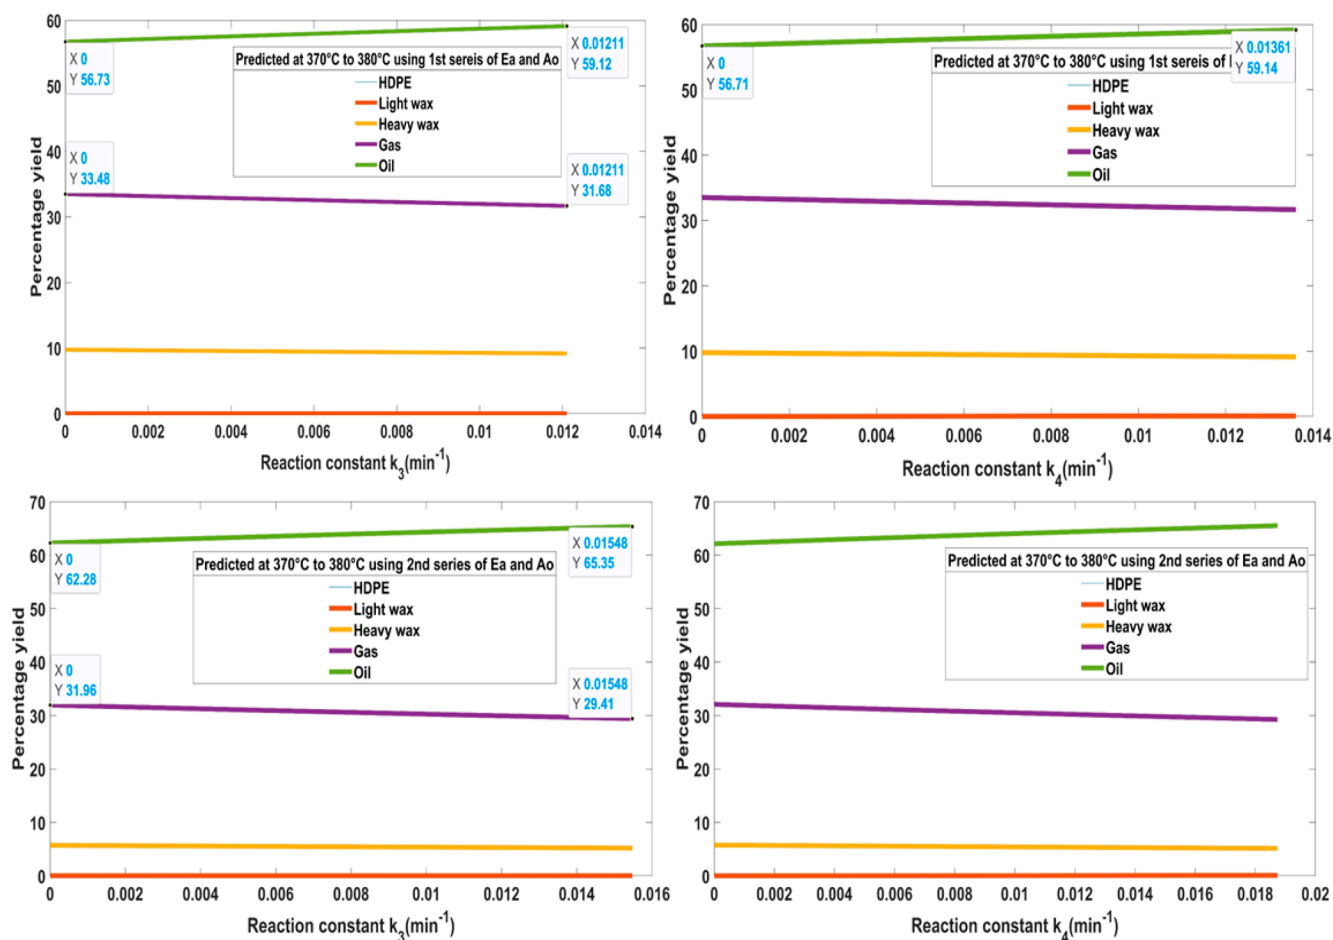 60
50
40
30
20
10
0
Percentage yield
X 0
Y 56.73
X 0.01211
Y 59.12
X 0
Y 33.48
X 0.01211
Y 31.68
Predicted at 370°C to 380°C using 1st sereis of Ea and Ao
HDPE
Light wax
Heavy wax
Gas
Oil
0 0.002 0.004 0.006 0.008 0.01 0.012 0.014
Reaction constant k3(min-1)
60
50
40
30
20
10
0
Percentage yield
X 0
Y 56.71
X 0.01361
Y 59.14
Predicted at 370°C to 380°C using 1st sereis of
HDPE
Light wax
Heavy wax
Gas
Oil
0 0.002 0.004 0.006 0.008 0.01 0.012 0.014
Reaction constant k4(min-1)
70
60
50
40
30
20
10
0
Percentage yield
X 0
Y 62.28
X 0.01548
Y 65.35
X 0
Y 31.96
X 0.01548
Y 29.41
Predicted at 370°C to 380°C using 2nd series of Ea and Ao
HDPE
Light wax
Heavy wax
Gas
Oil
0 0.002 0.004 0.006 0.008 0.01 0.012 0.014 0.016
Reaction constant k3(min-1)
70
60
50
40
30
20
10
0
Percentage yield
Predicted at 370°C to 380°C using 2nd series of Ea and Ao
HDPE
Light wax
Heavy wax
Gas
Oil
0 0.002 0.004 0.006 0.008 0.01 0.012 0.014 0.016 0.018 0.02
Reaction constant k4(min-1)